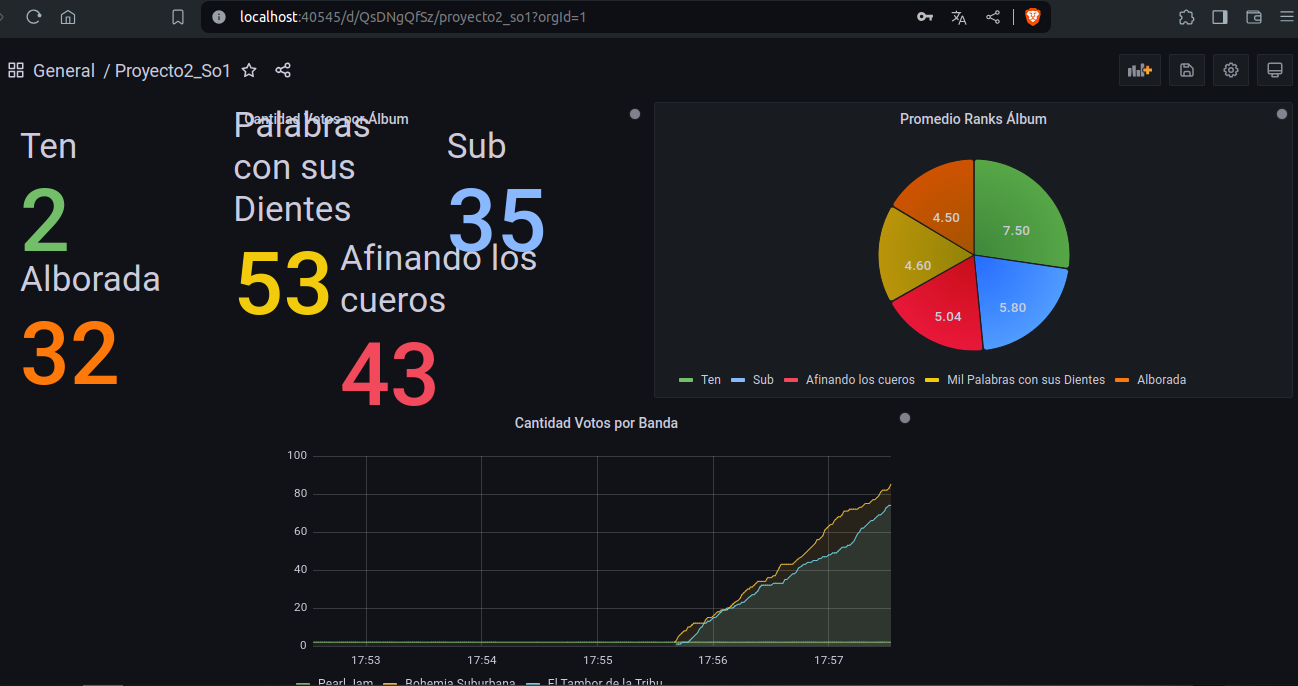 localhost:40545/d/QsDNgQfSz/proyecto2_so1?orgId=1
General / Proyecto2_So1
Cantidad Votos por Álbum
Ten
2
Palabras
con sus
Dientes
53
Sub
35
Alborada
32
Afinando los
cueros
43
Promedio Ranks Álbum
4.50
7.50
4.60
5.04
5.80
Ten Sub Afinando los cueros Mil Palabras con sus Dientes Alborada
Cantidad Votos por Banda
100
80
60
40
20
0
17:53 17:54 17:55 17:56 17:57
Pearl Jam Bohemia Suburbana El Tambor de la Tribu